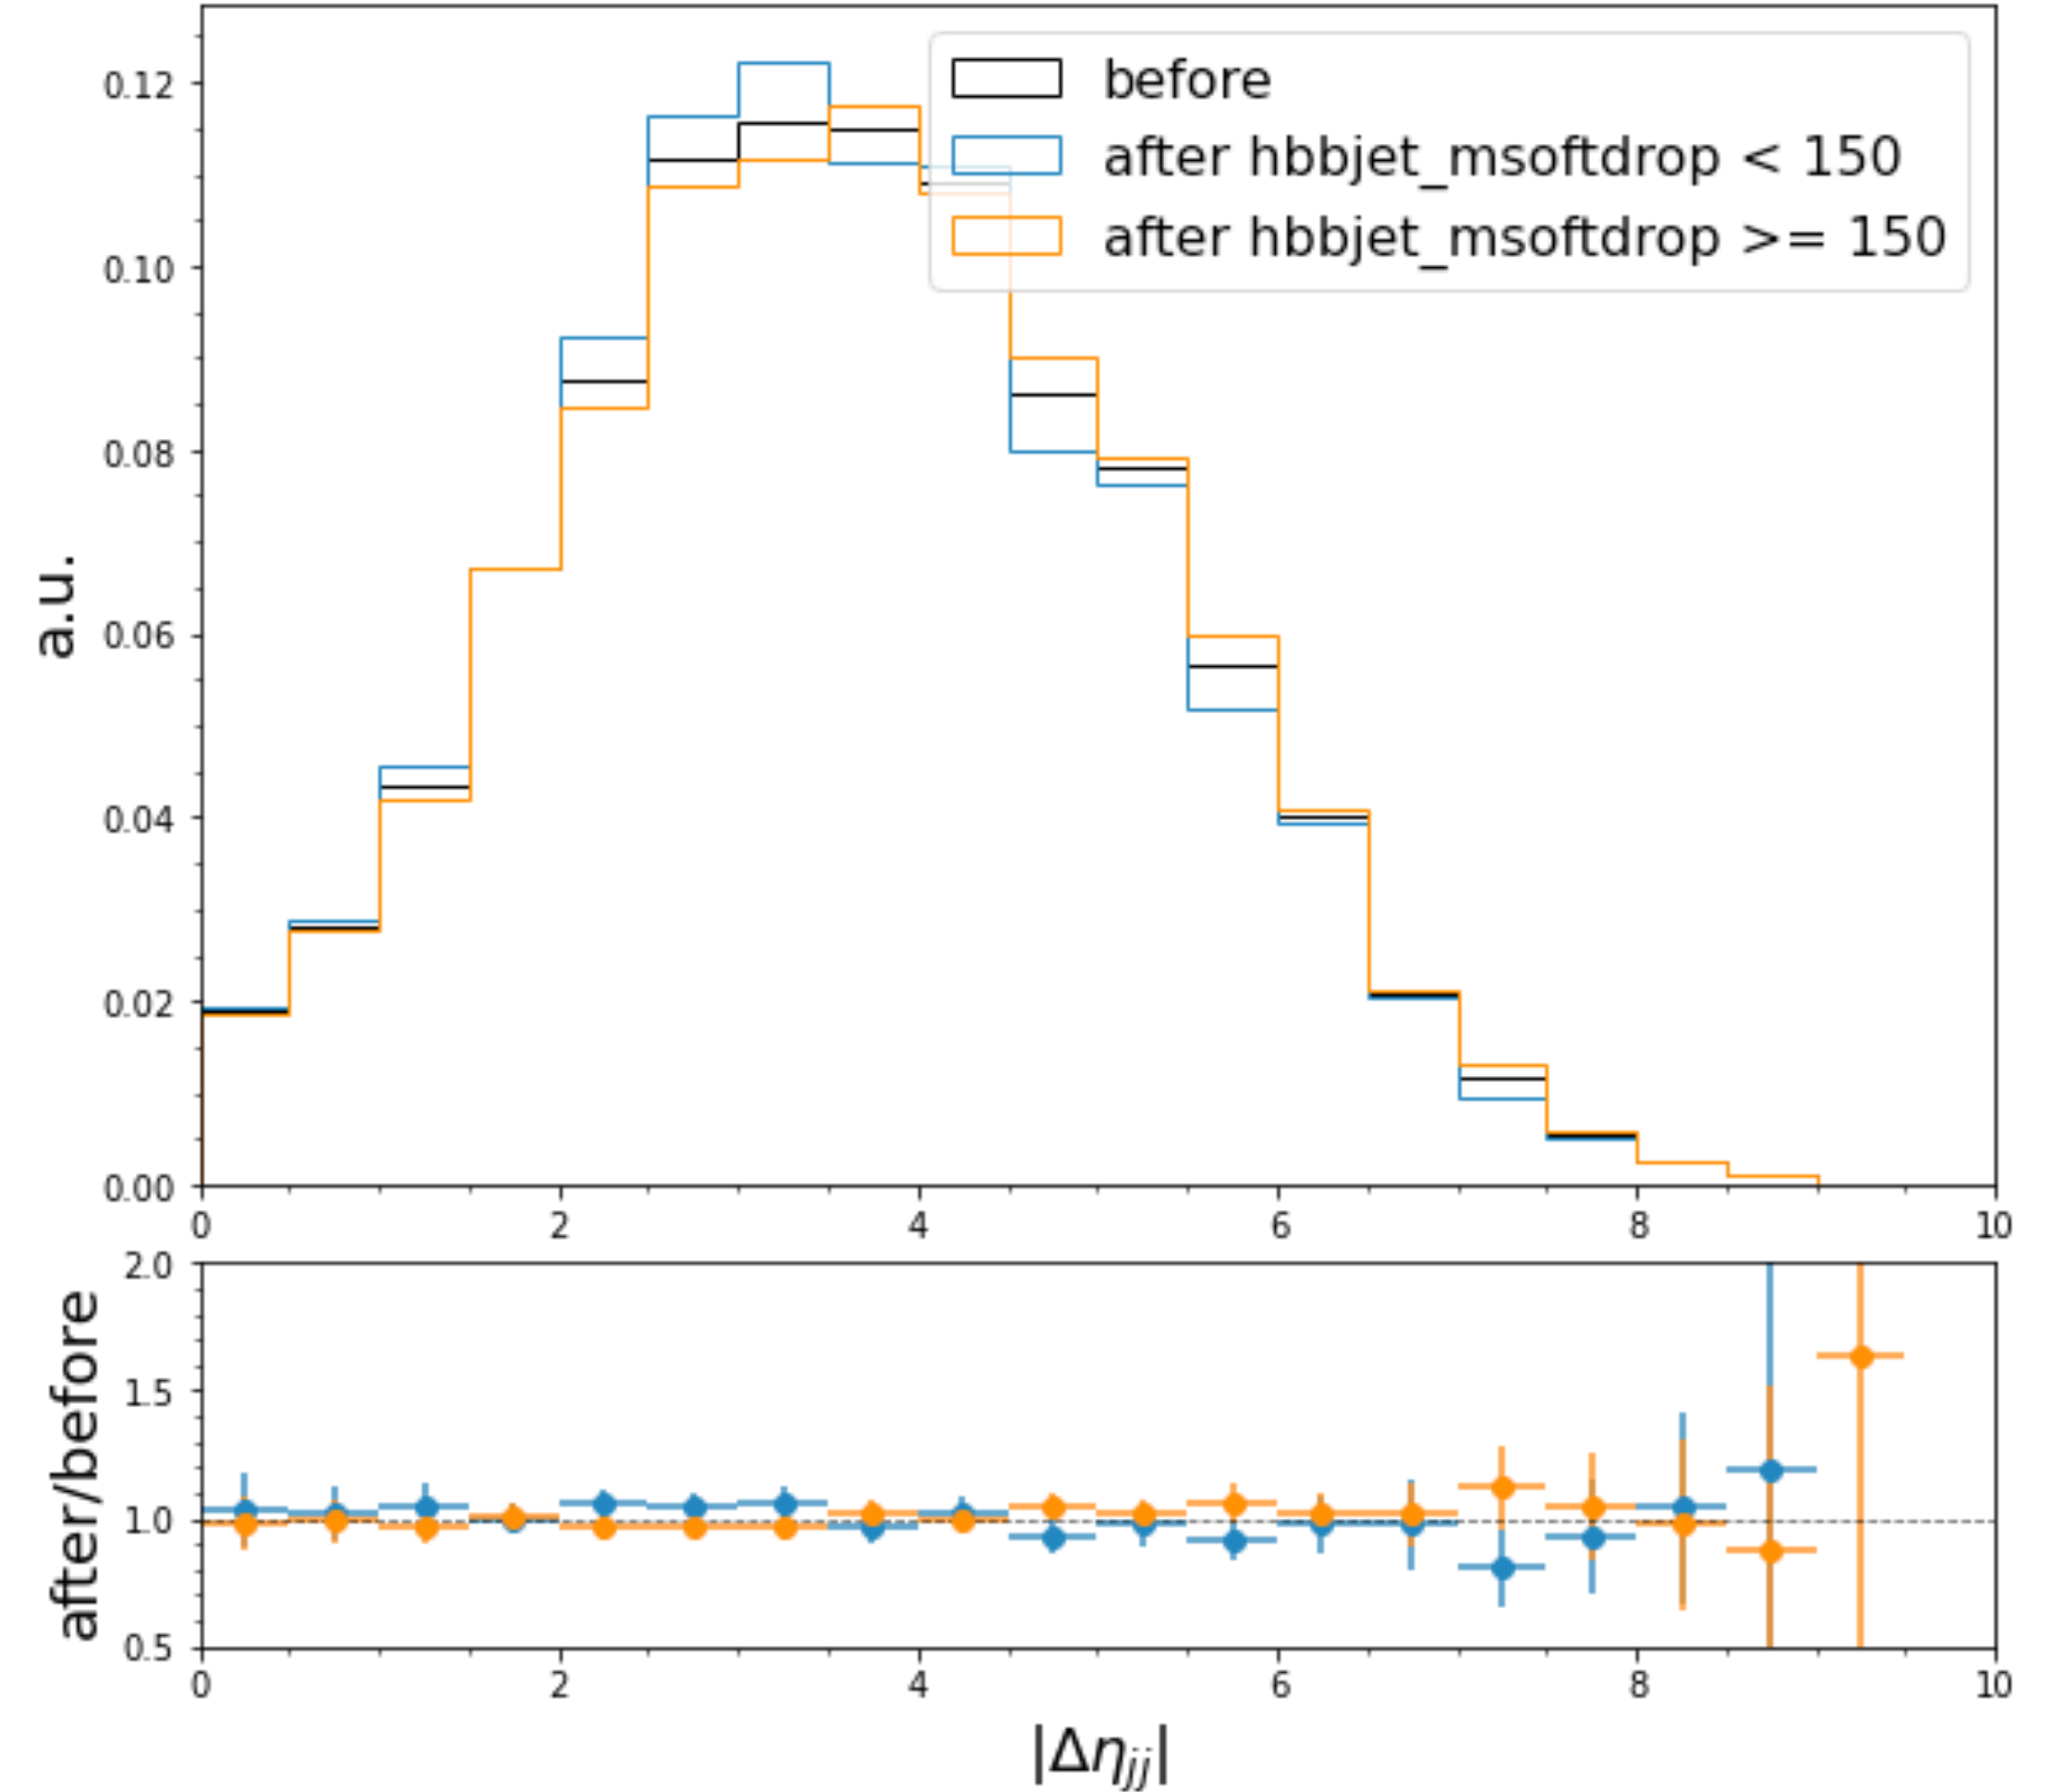 0.12
0.10
0.08
0.06
0.04
0.02
0.00
a.u.
before
after hbbjet_msoftdrop < 150
after hbbjet_msoftdrop >= 150
0 2 4 6 8 10
2.0
1.5
1.0
0.5
after/before
0 2 4 6 8 10
|Δη_jj|